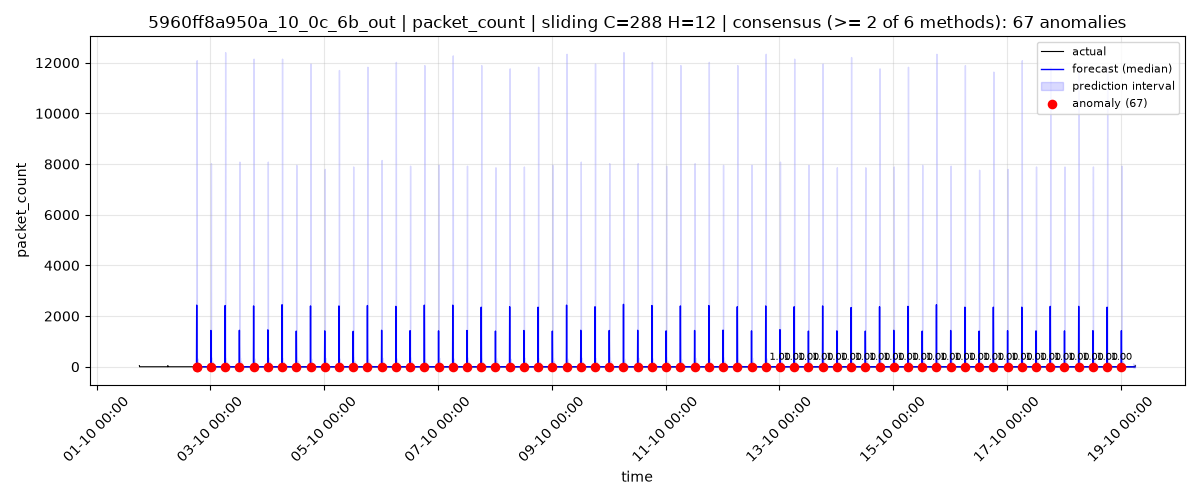 5960ff8a950a_10_0c_6b_out | packet_count | sliding C=288 H=12 | consensus (>= 2 of 6 methods): 67 anomalies
actual
forecast (median)
prediction interval
anomaly (67)
12000
10000
8000
6000
4000
2000
0
packet_count
01-10 00:00
03-10 00:00
05-10 00:00
07-10 00:00
09-10 00:00
11-10 00:00
13-10 00:00
15-10 00:00
17-10 00:00
19-10 00:00
time